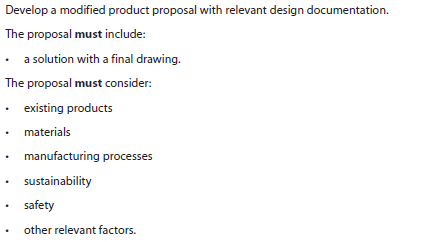 Develop a modified product proposal with relevant design documentation.
The proposal must include:
• a solution with a final drawing.
The proposal must consider:
• existing products
• materials
• manufacturing processes
• sustainability
• safety
• other relevant factors.